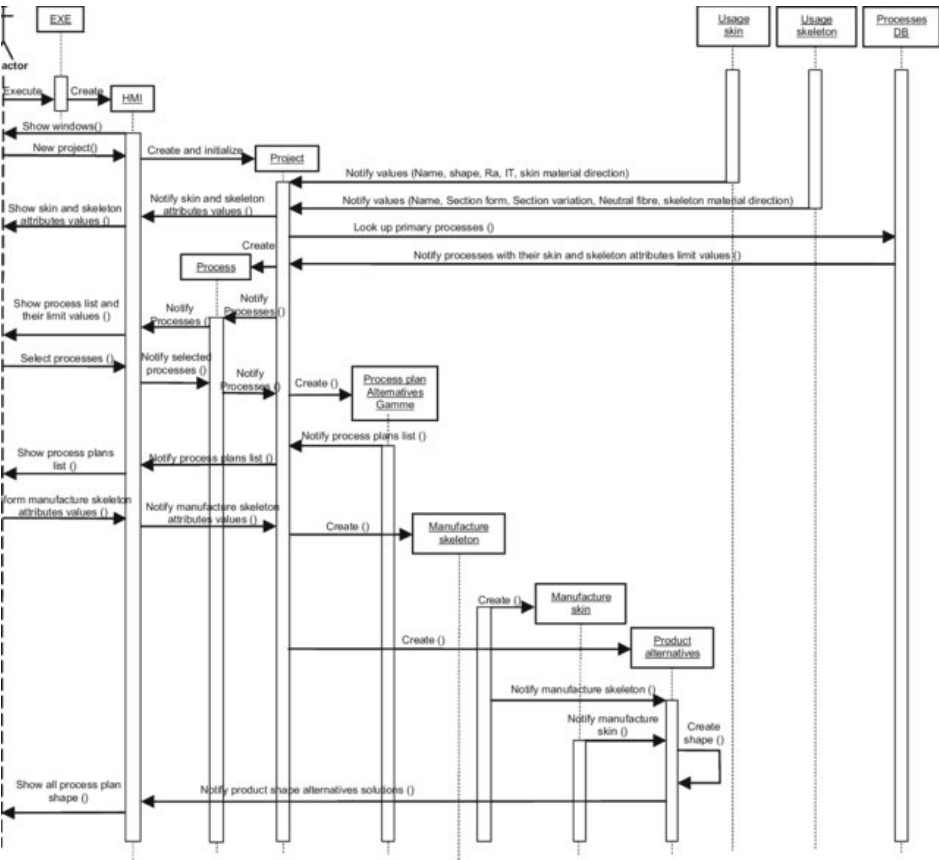 EXE
Usage
skin
Usage
skeleton
Processes
DB
actor
Execute
Create
HMI
Show windows()
New project()
Create and initialize
Project
Notify values (Name, shape, Ra, IT, skin material direction)
Notify skin and skeleton
attributes values ()
Notify values (Name, Section form, Section variation, Neutral fibre, skeleton material direction)
Show skin and skeleton
attributes values ()
Look up primary processes ()
Create
Process
Notify processes with their skin and skeleton attributes limit values ()
Show process list and
their limit values ()
Notify
Processes ()
Notify
Processes ()
Select processes ()
Notify selected
processes ()
Notify
Processes ()
Create ()
Process plan
Alternatives
Gamme
Notify process plans list ()
Show process plans
list ()
Notify process plans list ()
manufacture skeleton
attributes values ()
Notify manufacture skeleton
attributes values ()
Create ()
Manufacture
skeleton
Create ()
Manufacture
skin
Create ()
Product
alternatives
Notify manufacture skeleton ()
Notify manufacture
skin ()
Create
shape ()
Show all process plan
shape ()
Notify product shape alternatives solutions ()